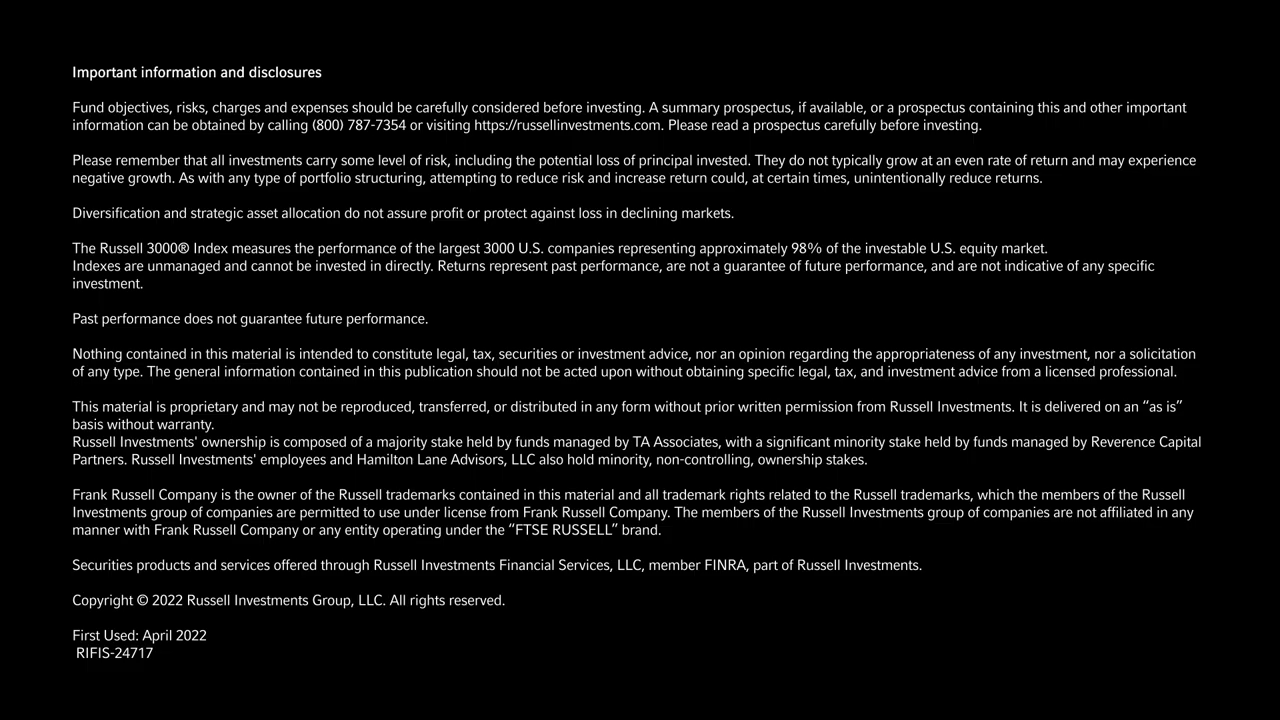 Important information and disclosures
Fund objectives, risks, charges and expenses should be carefully considered before investing. A summary prospectus, if available, or a prospectus containing this and other important
information can be obtained by calling (800) 787-7354 or visiting https://russellinvestments.com. Please read a prospectus carefully before investing.
Please remember that all investments carry some level of risk, including the potential loss of principal invested. They do not typically grow at an even rate of return and may experience
negative growth. As with any type of portfolio structuring, attempting to reduce risk and increase return could, at certain times, unintentionally reduce returns.
Diversification and strategic asset allocation do not assure profit or protect against loss in declining markets.
The Russell 3000® Index measures the performance of the largest 3000 U.S. companies representing approximately 98% of the investable U.S. equity market.
Indexes are unmanaged and cannot be invested in directly. Returns represent past performance, are not a guarantee of future performance, and are not indicative of any specific
investment.
Past performance does not guarantee future performance.
Nothing contained in this material is intended to constitute legal, tax, securities or investment advice, nor an opinion regarding the appropriateness of any investment, nor a solicitation
of any type. The general information contained in this publication should not be acted upon without obtaining specific legal, tax, and investment advice from a licensed professional.
This material is proprietary and may not be reproduced, transferred, or distributed in any form without prior written permission from Russell Investments. It is delivered on an “as is”
basis without warranty.
Russell Investments' ownership is composed of a majority stake held by funds managed by TA Associates, with a significant minority stake held by funds managed by Reverence Capital
Partners. Russell Investments' employees and Hamilton Lane Advisors, LLC also hold minority, non-controlling, ownership stakes.
Frank Russell Company is the owner of the Russell trademarks contained in this material and all trademark rights related to the Russell trademarks, which the members of the Russell
Investments group of companies are permitted to use under license from Frank Russell Company. The members of the Russell Investments group of companies are not affiliated in any
manner with Frank Russell Company or any entity operating under the “FTSE RUSSELL” brand.
Securities products and services offered through Russell Investments Financial Services, LLC, member FINRA, part of Russell Investments.
Copyright © 2022 Russell Investments Group, LLC. All rights reserved.
First Used: April 2022
RIFIS-24717